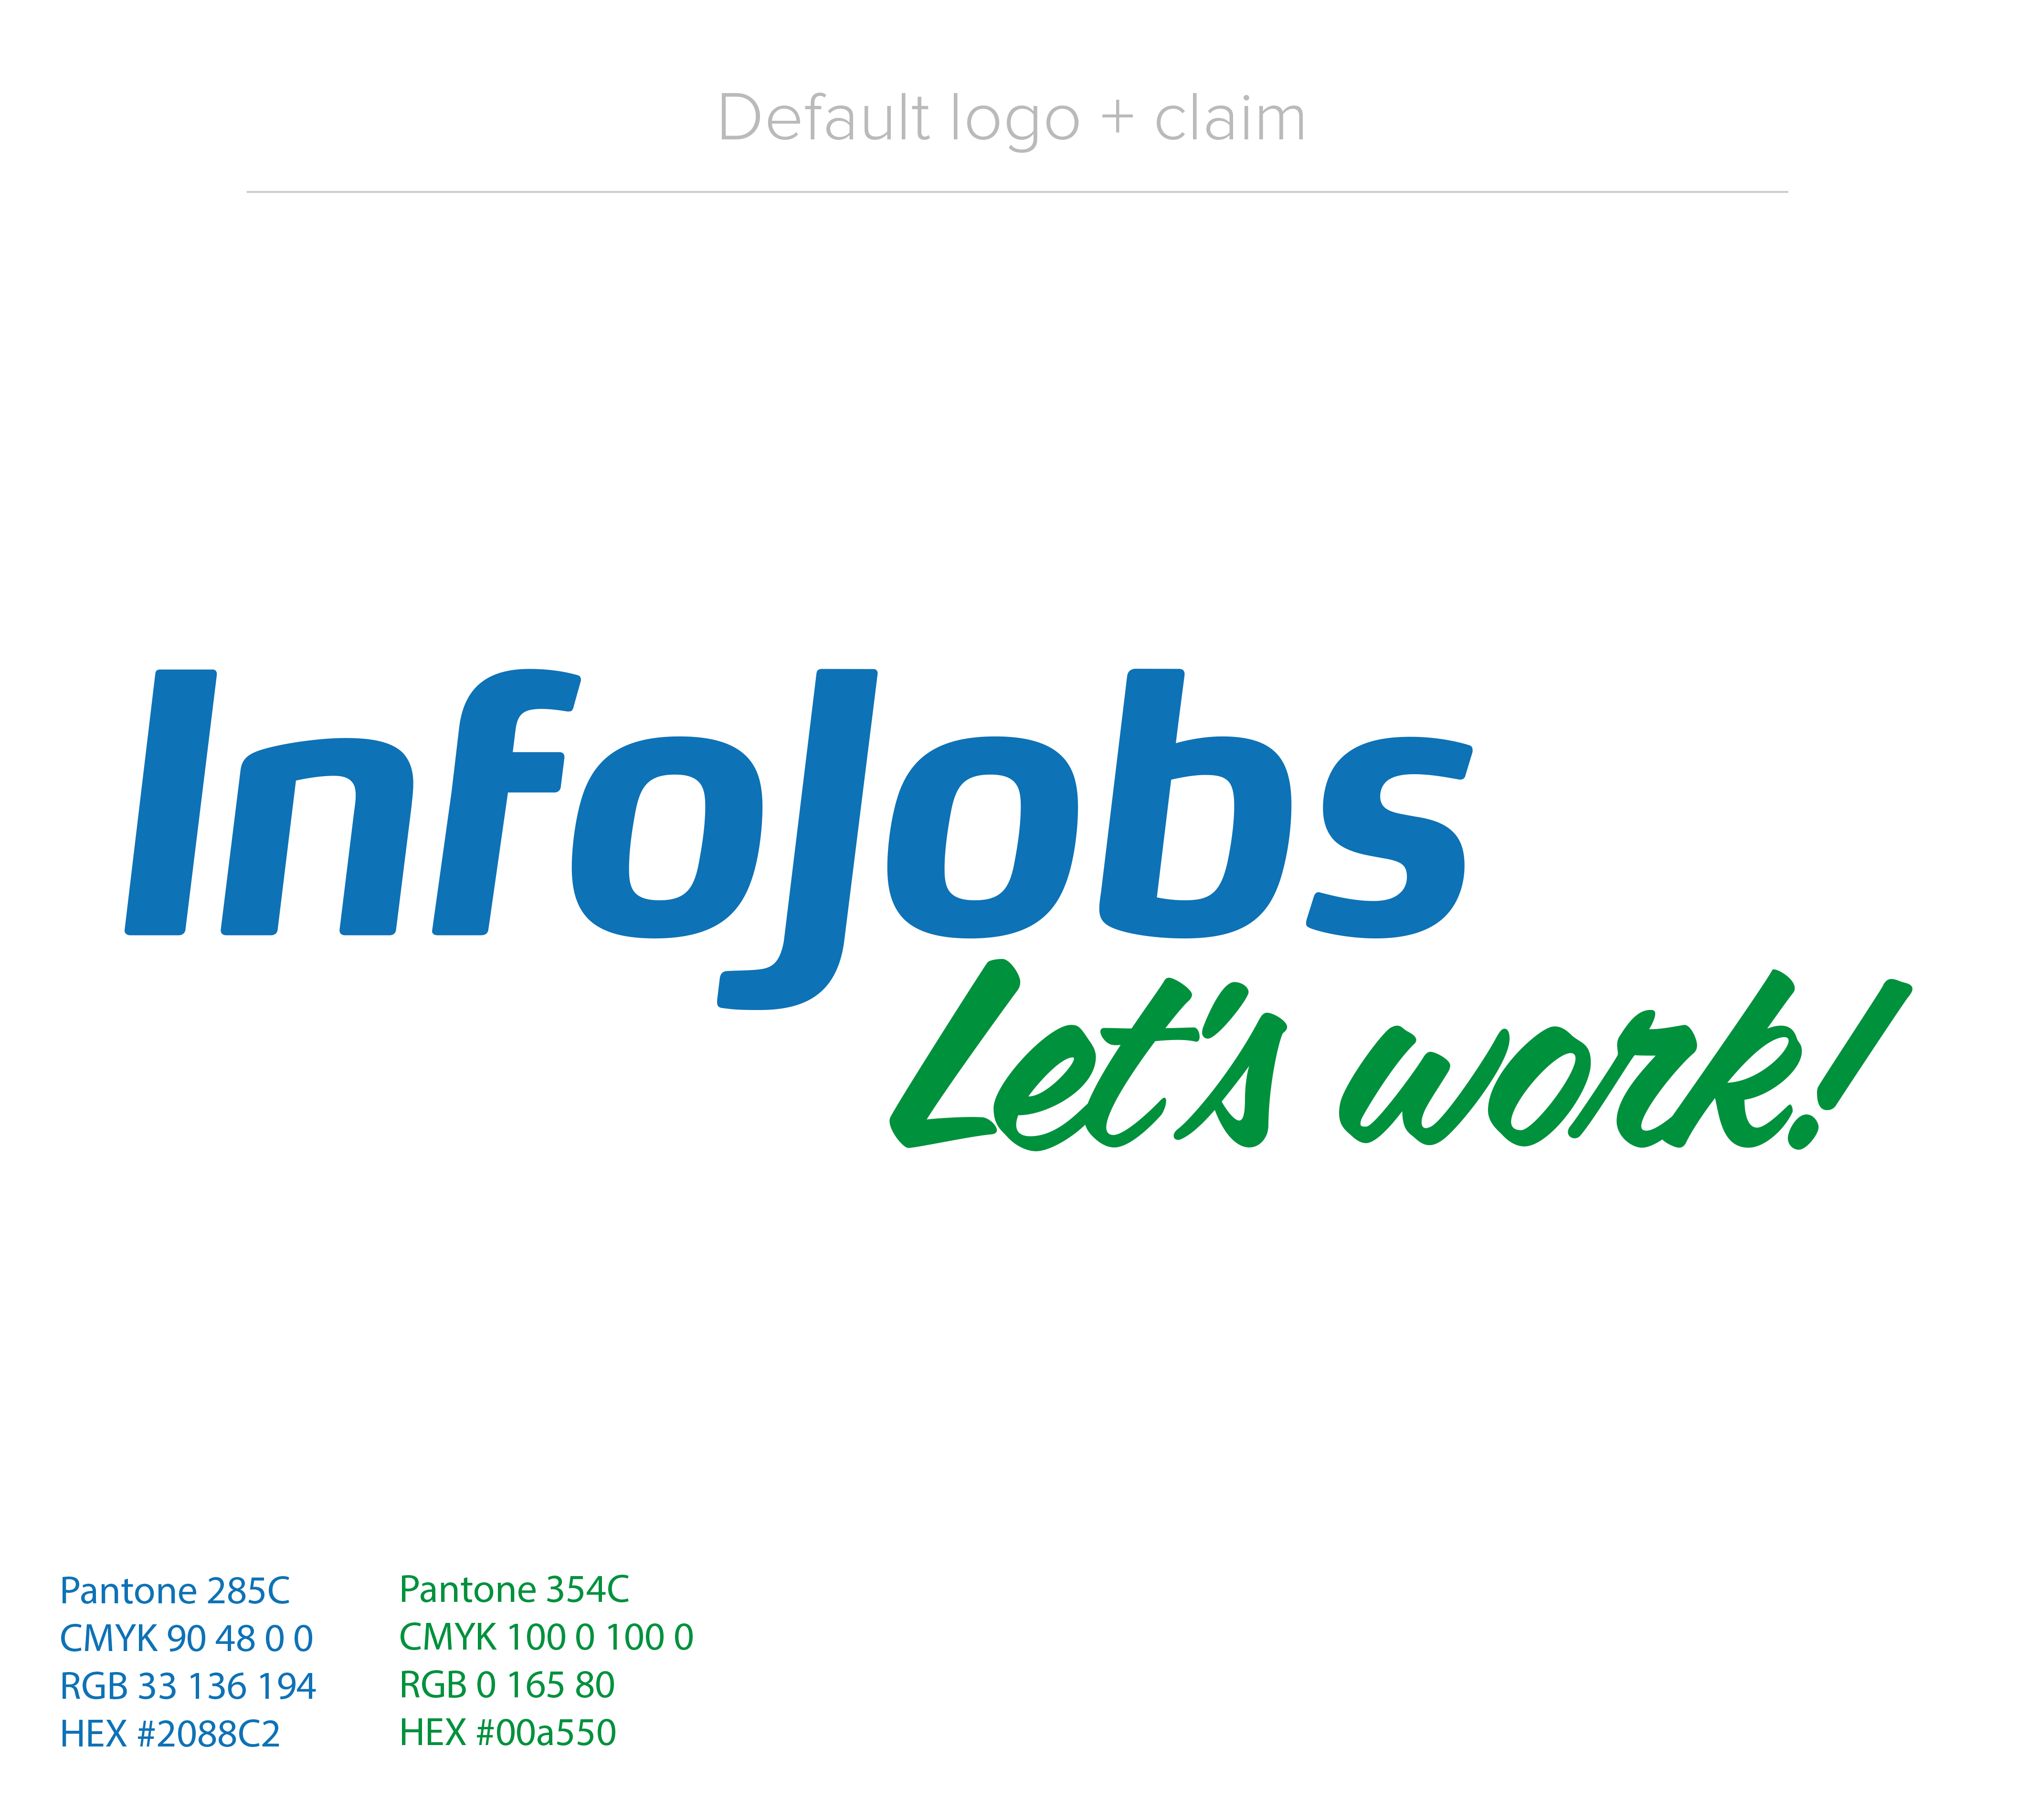 Default logo + claim
InfoJobs
Let's work!
Pantone 285C
CMYK 90 48 0 0
RGB 33 136 194
HEX #2088C2
Pantone 354C
CMYK 100 0 100 0
RGB 0 165 80
HEX #00a550